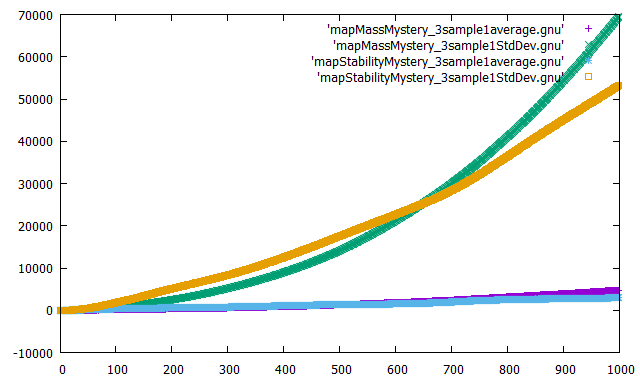 70000
60000
50000
40000
30000
20000
10000
0
-10000
'mapMassMystery_3sample1average.gnu'
'mapMassMystery_3sample1StdDev.gnu'
'mapStabilityMystery_3sample1average.gnu'
'mapStabilityMystery_3sample1StdDev.gnu'
0 100 200 300 400 500 600 700 800 900 1000